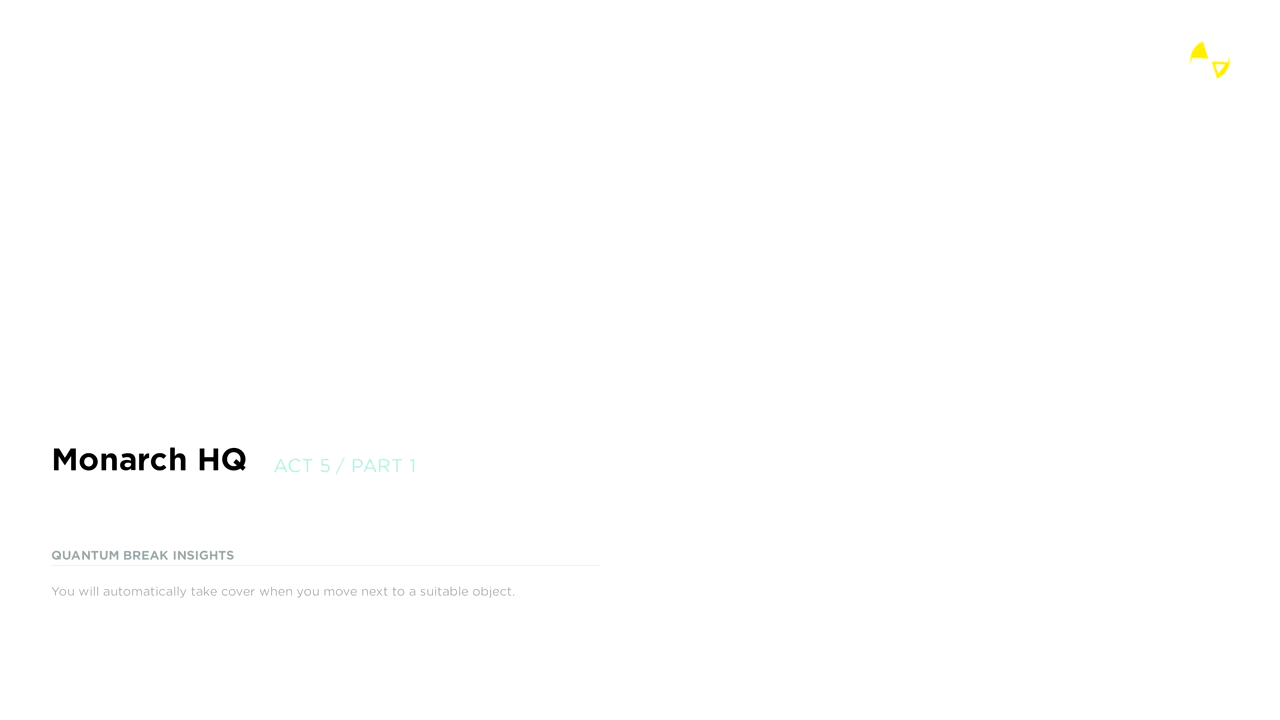 Monarch HQ ACT 5 / PART 1
QUANTUM BREAK INSIGHTS
You will automatically take cover when you move next to a suitable object.